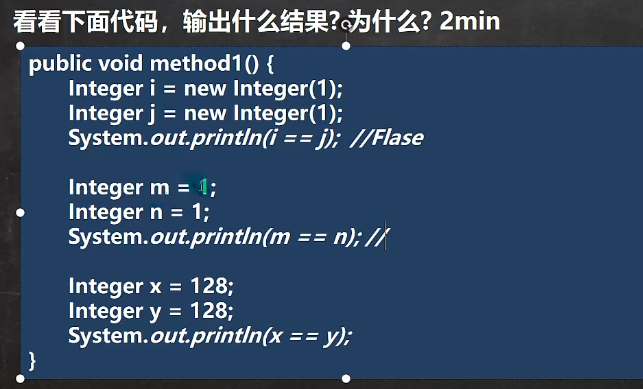 看看下面代码，输出什么结果? 为什么? 2min
public void method1() {
Integer i = new Integer(1);
Integer j = new Integer(1);
System.out.println(i == j);  //Flase
Integer m = 1;
Integer n = 1;
System.out.println(m == n); //
Integer x = 128;
Integer y = 128;
System.out.println(x == y);
}